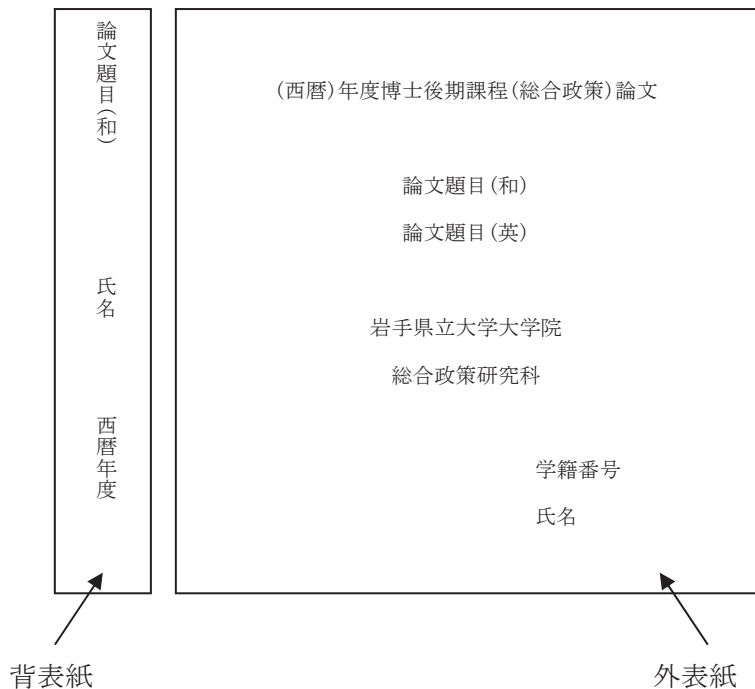 論文題目(和)
氏名
西暦年度
(西暦)年度博士後期課程(総合政策)論文
論文題目(和)
論文題目(英)
岩手県立大学大学院
総合政策研究科
学籍番号
氏名
背表紙
外表紙